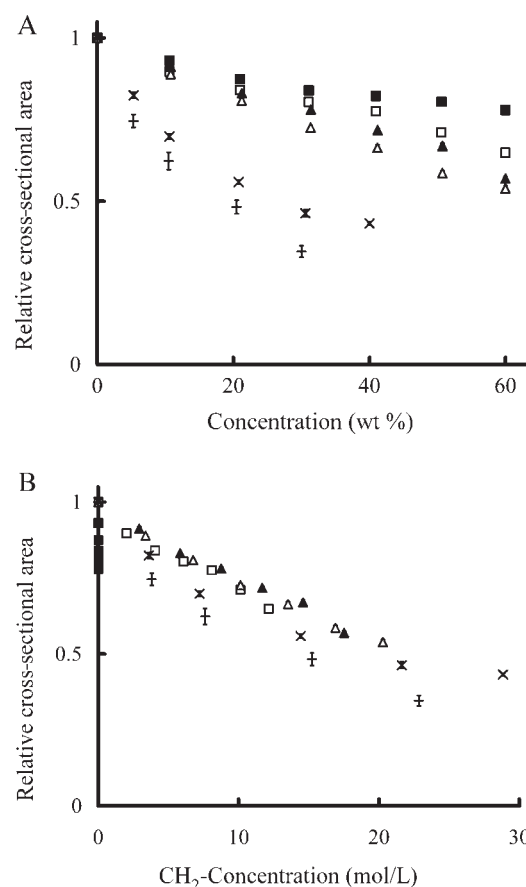 A
Relative cross-sectional area
1
0.5
0
0 20 40 60
Concentration (wt %)
B
Relative cross-sectional area
1
0.5
0
0 10 20 30
CH₂-Concentration (mol/L)